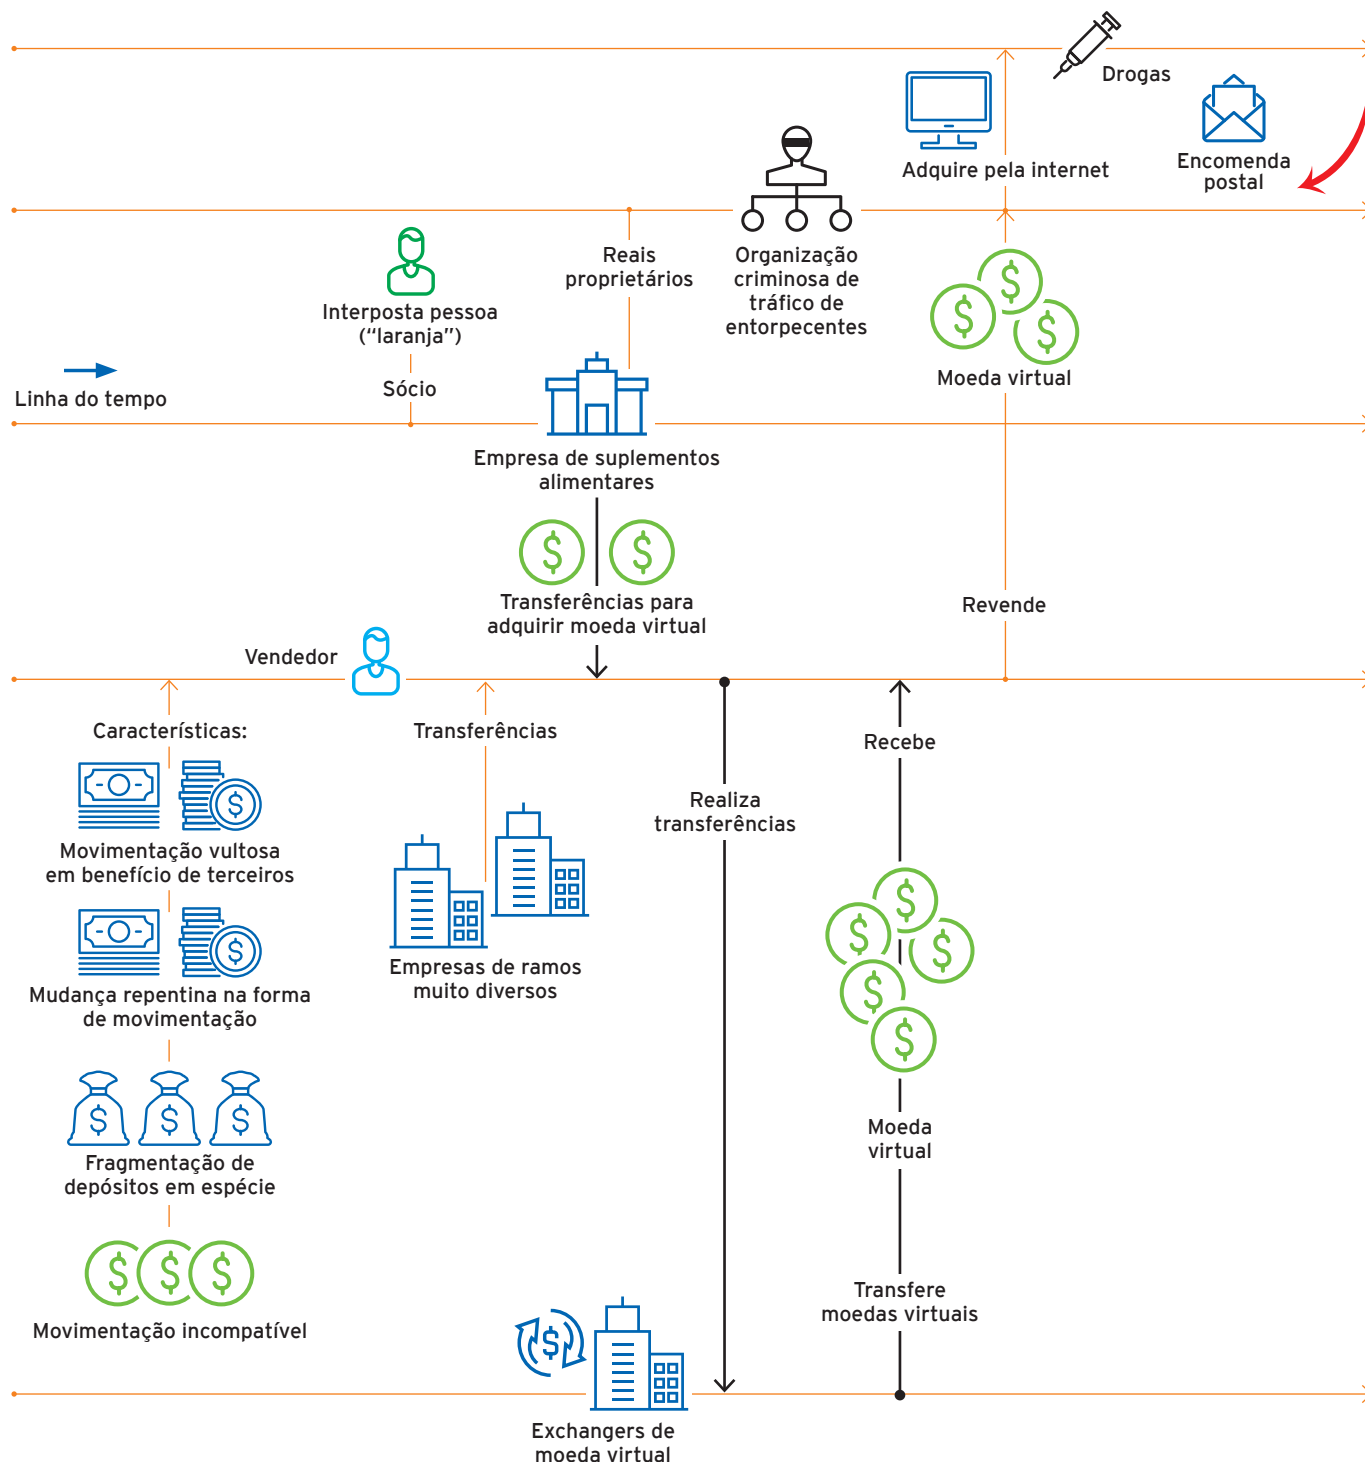 Drogas
Adquire pela internet
Encomenda
postal
Interposta pessoa
(“laranja”)
Sócio
Reais
proprietários
Organização
criminosa de
tráfico de
entorpecentes
Moeda virtual
Linha do tempo
Empresa de suplementos
alimentares
Transferências para
adquirir moeda virtual
Revende
Vendedor
Características:
Transferências
Recebe
Realiza
transferências
Movimentação vultosa
em benefício de terceiros
Mudança repentina na forma
de movimentação
Empresas de ramos
muito diversos
Fragmentação de
depósitos em espécie
Moeda
virtual
Movimentação incompatível
Transfere
moedas virtuais
Exchangers de
moeda virtual